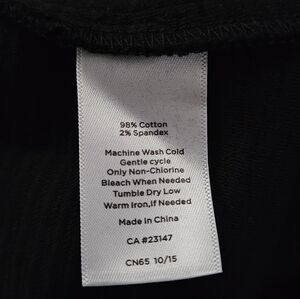 98% Cotton
2% Spandex
Machine Wash Cold
Gentle cycle
Only Non-Chlorine
Bleach When Needed
Tumble Dry Low
Warm Iron,if Needed
Made in China
CA #23147
CN65 10/15